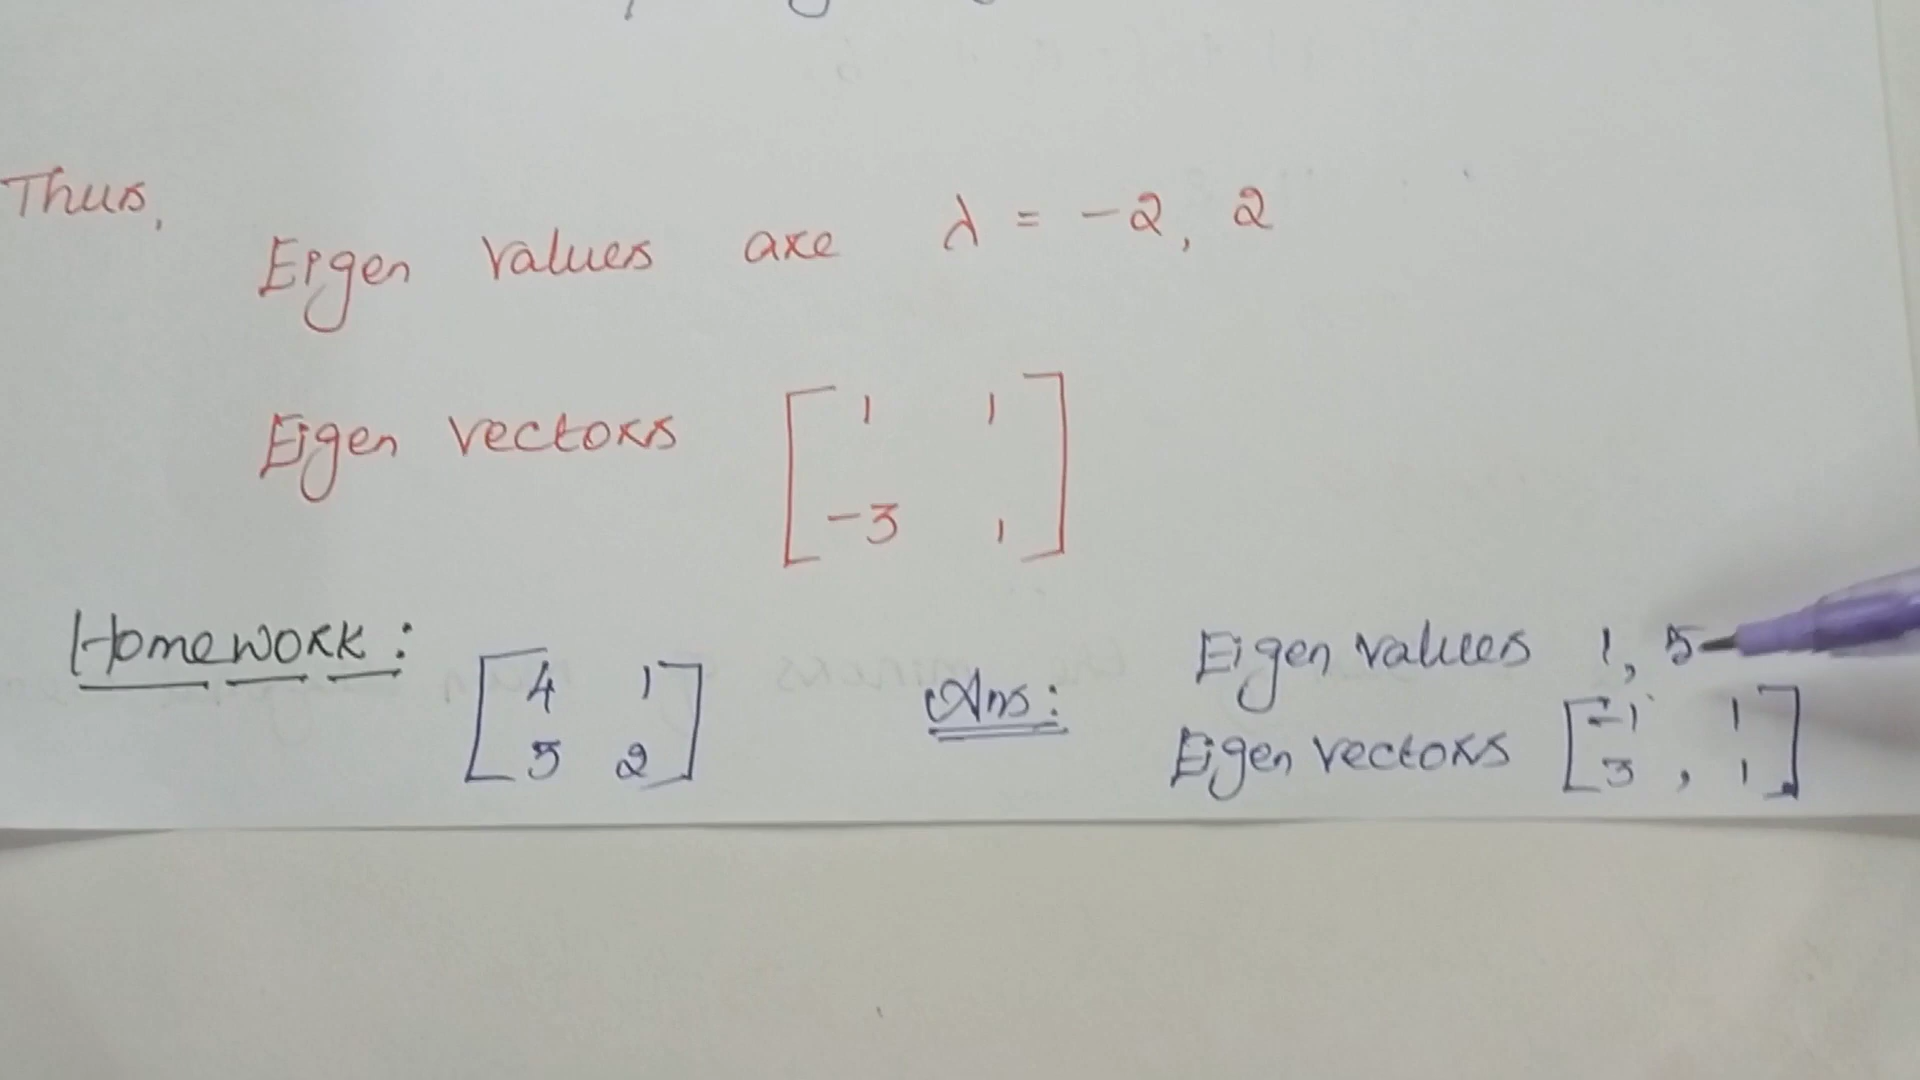 Thus,
Eigen values are λ = -2, 2
Eigen vectors [ 1 1
-3 1 ]
Homework: [ 4 1
3 2 ]
Ans: Eigen values 1, 5
Eigen vectors [ -1 1
3 , 1 ]